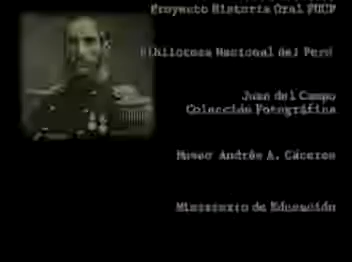 Proyecto Historia Oral PUCP
Biblioteca Nacional del Perú
Juan del Campo
Colección Fotográfica
Museo Andrés A. Cáceres
Ministerio de Educación